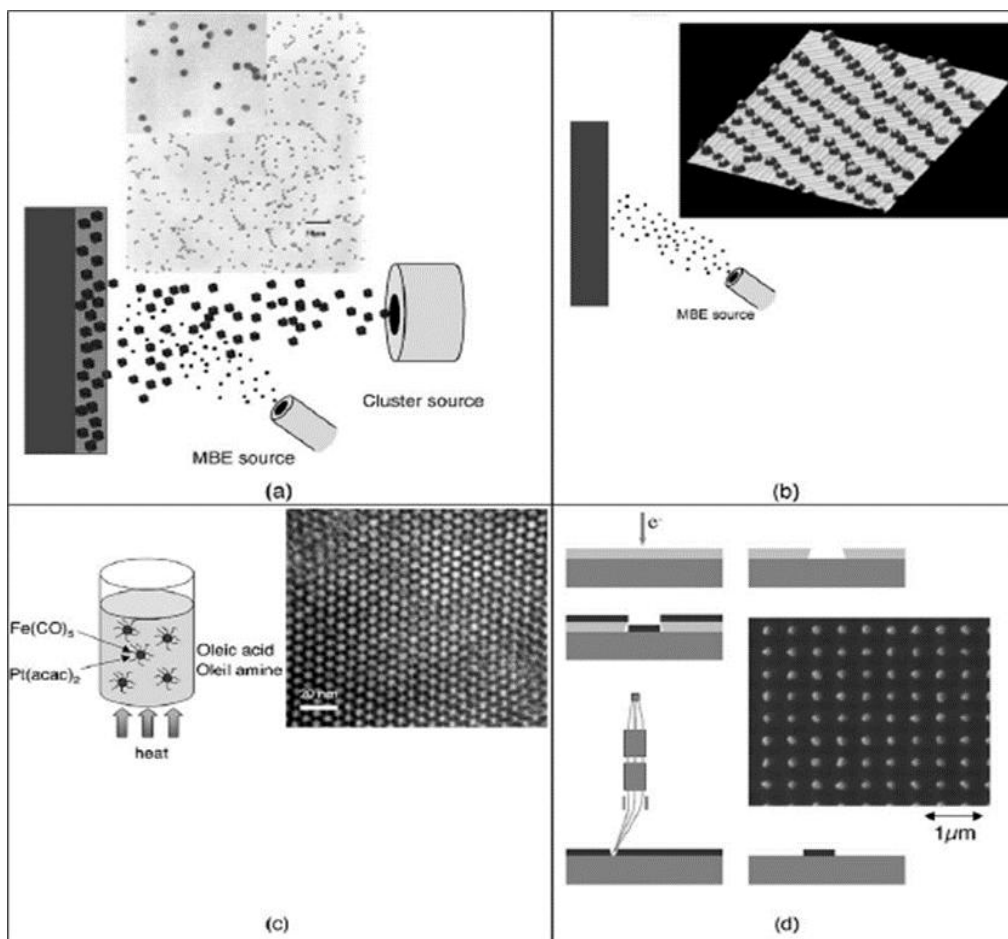 Cluster source
MBE source
(a)
MBE source
(b)
Fe(CO)₅
Pt(acac)₂
Oleic acid
Oleil amine
heat
20 nm
(c)
e⁻
1μm
(d)